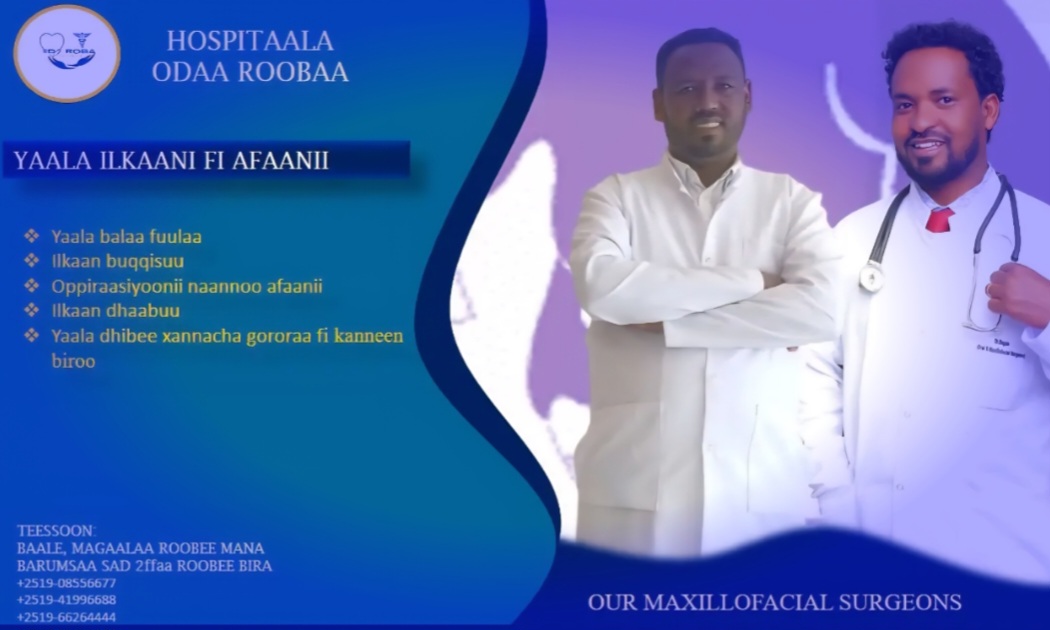 HOSPITAALA
ODAA ROOBAA
YAALA ILKAANI FI AFAANII
❖ Yaala balaa fuulaa
❖ Ilkaan buqqisuu
❖ Oppiraasiyoonii naannoo afaanii
❖ Ilkaan dhaabuu
❖ Yaala dhibee xannacha gororaa fi kanneen
biroo
TEESSOON:
BAALE, MAGAALAA ROOBEE MANA
BARUMSAA SAD 2ffaa ROOBEE BIRA
+2519-08556677
+2519-41996688
+2519-66264444
OUR MAXILLOFACIAL SURGEONS